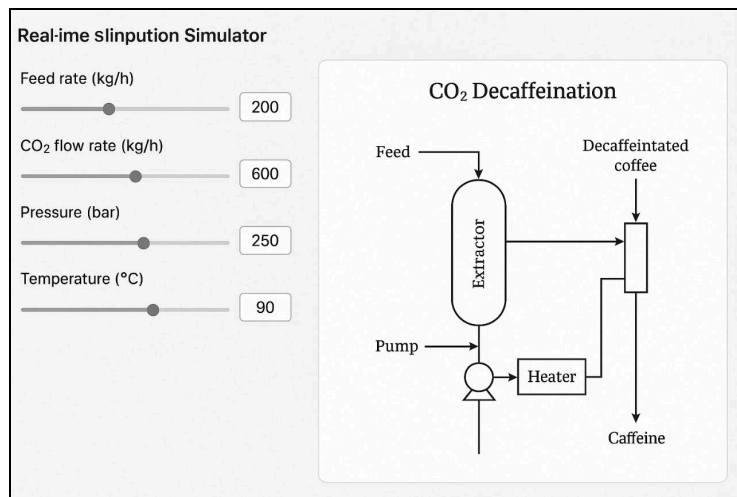 Real-ime slinpution Simulator
Feed rate (kg/h)
200
CO₂ flow rate (kg/h)
600
Pressure (bar)
250
Temperature (°C)
90
CO₂ Decaffeination
Feed
Decaffeintated
coffee
Extractor
Pump
Heater
Caffeine